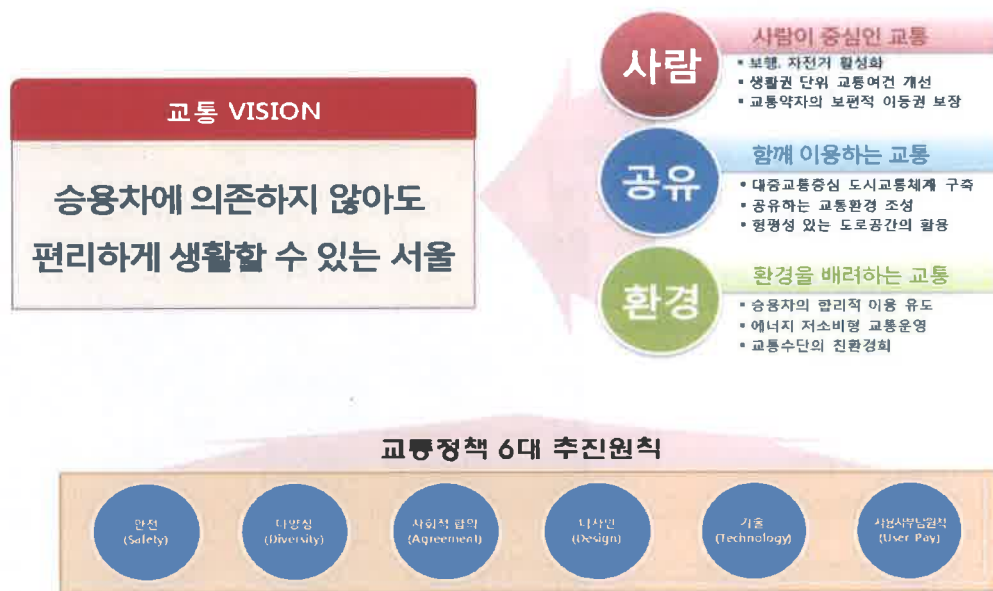 교통 VISION
승용차에 의존하지 않아도
편리하게 생활할 수 있는 서울
사람
사람이 중심인 교통
• 보행, 자전거 활성화
• 생활권 단위 교통여건 개선
• 교통약자의 보편적 이동권 보장
공유
함께 이용하는 교통
• 대중교통중심 도시교통체계 구축
• 공유하는 교통환경 조성
• 형평성 있는 도로공간의 활용
환경
환경을 배려하는 교통
• 승용차의 합리적 이용 유도
• 에너지 저소비형 교통운영
• 교통수단의 친환경화
교통정책 6대 추진원칙
안전
(Safety)
다양성
(Diversity)
사회적 합의
(Agreement)
디자인
(Design)
기술
(Technology)
사용자부담원칙
(User Pay)